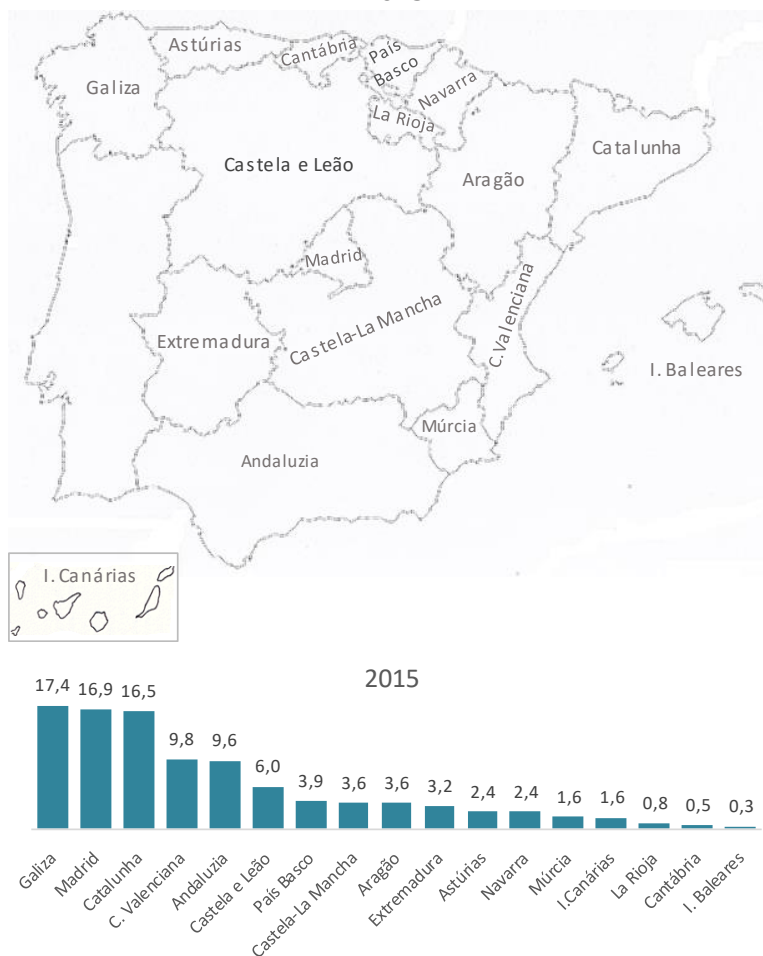 Astúrias
Cantábria
País
Basco
Navarra
Galiza
La Rioja
Castela e Leão
Catalunha
Aragão
Madrid
C.Valenciana
Castela-La Mancha
Extremadura
I. Baleares
Múrcia
Andaluzia
I. Canárias
2015
17,4 16,9 16,5 9,8 9,6 6,0 3,9 3,6 3,6 3,2 2,4 2,4 1,6 1,6 0,8 0,5 0,3
Galiza
Madrid
Catalunha
C. Valenciana
Andaluzia
Castela e Leão
País Basco
Castela-La Mancha
Aragão
Extremadura
Astúrias
Navarra
Múrcia
I.Canárias
La Rioja
Cantábria
I. Baleares